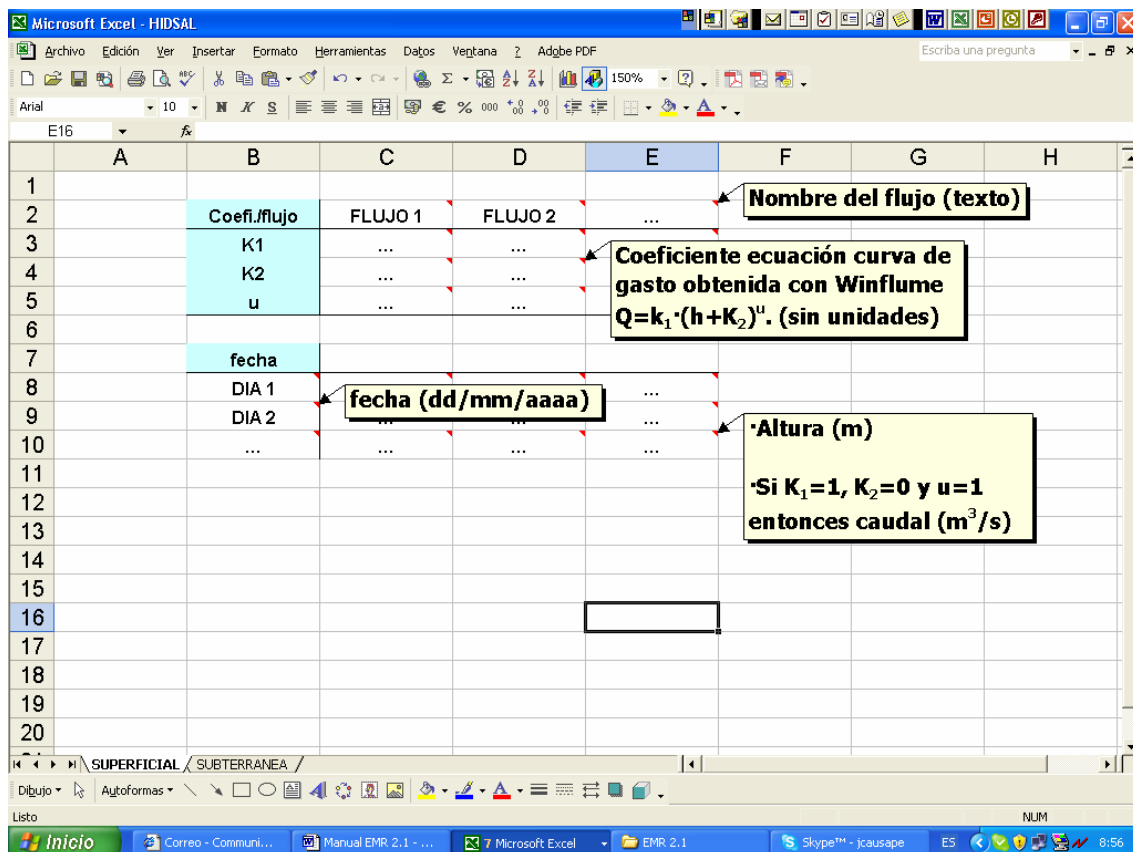 Microsoft Excel - HIDSAL
Archivo Edición Ver Insertar Formato Herramientas Datos Ventana ? Adobe PDF Escriba una pregunta
150%
Arial 10 N K S € % 000
E16 fx
A B C D E F G H
1
Nombre del flujo (texto)
2 Coefi./flujo FLUJO 1 FLUJO 2 ...
3 K1 ... ...
4 K2 ... ...
5 u ... ...
Coeficiente ecuación curva de
gasto obtenida con Winflume
Q=k₁·(h+K₂)ᵘ. (sin unidades)
6
7 fecha
8 DIA 1 ...
fecha (dd/mm/aaaa)
9 DIA 2 ... ... ...
10 ... ... ... ...
·Altura (m)
·Si K₁=1, K₂=0 y u=1
entonces caudal (m³/s)
11
12
13
14
15
16
17
18
19
20
SUPERFICIAL SUBTERRANEA
Dibujo Autoformas
Listo NUM
Inicio Correo - Communi... Manual EMR 2.1 - ... 7 Microsoft Excel EMR 2.1 Skype™ - jcausape ES 8:56